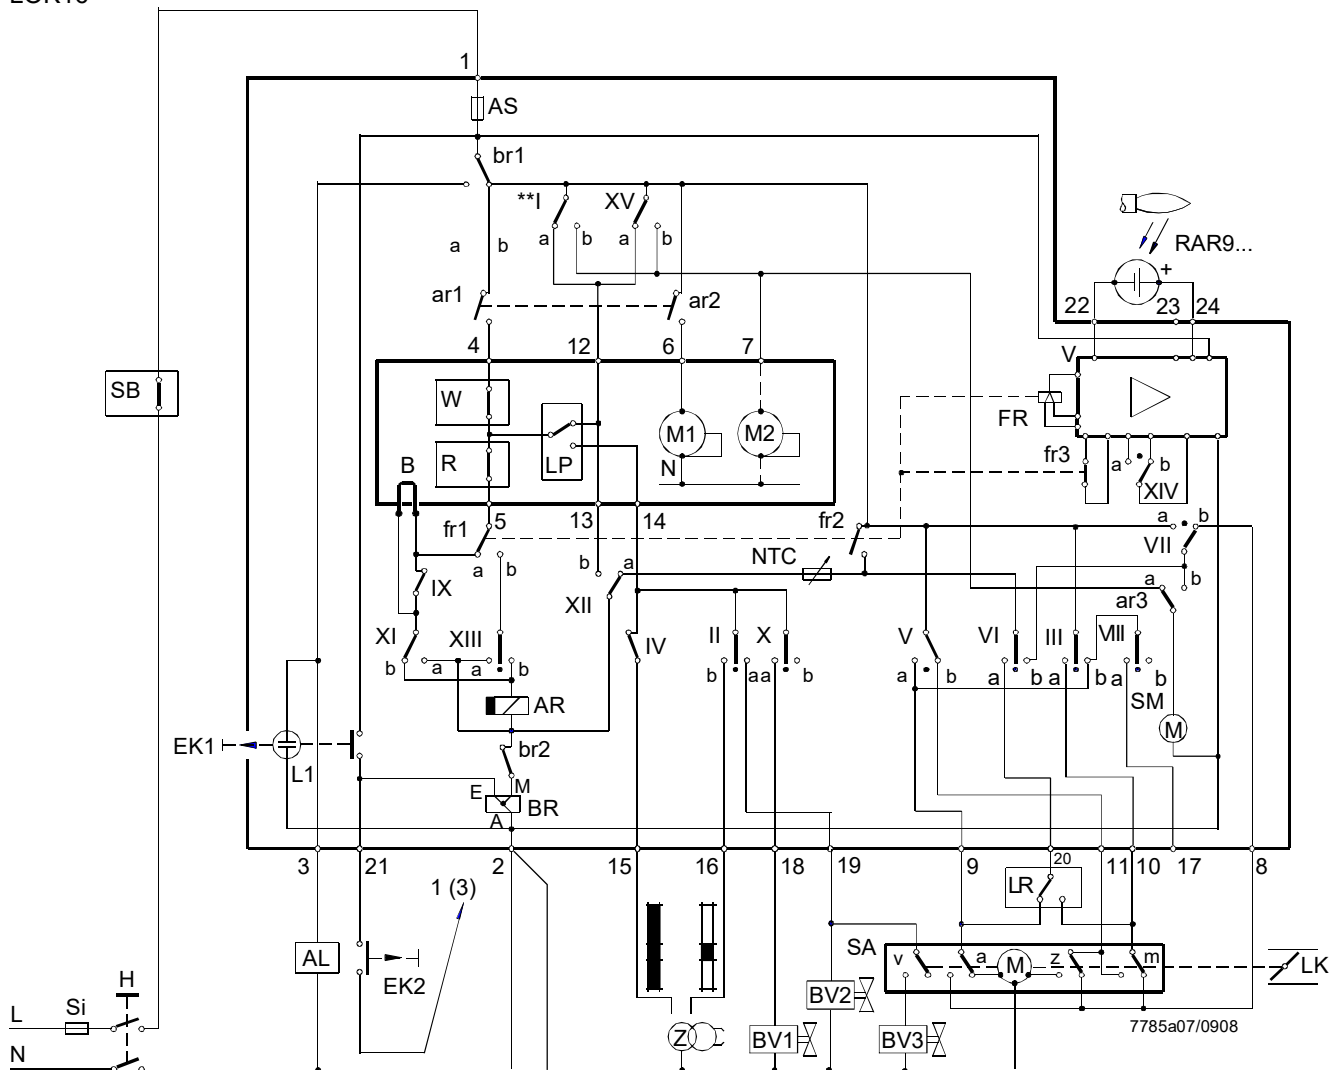 1
AS
br1
**I
XV
a
b
a
b
a
b
RAR9...
+
ar1
ar2
22
23
24
4
12
6
7
V
SB
W
FR
M1
M2
R
LP
N
fr3
a
b
B
XIV
fr1
5
13
14
fr2
a
b
VII
NTC
a
b
b
a
a
b
IX
ar3
XII
XI
XIII
IV
II
X
V
VI
III
VIII
b
a
a
b
b
a
a
b
a
b
a
b
a
b
a
b
SM
AR
M
EK1
L1
br2
E
M
BR
A
3
21
2
15
16
18
19
9
20
11
10
17
8
1 (3)
LR
SA
v
a
M
z
m
LK
AL
EK2
H
BV2
L
Si
Z
BV1
BV3
7785a07/0908
N